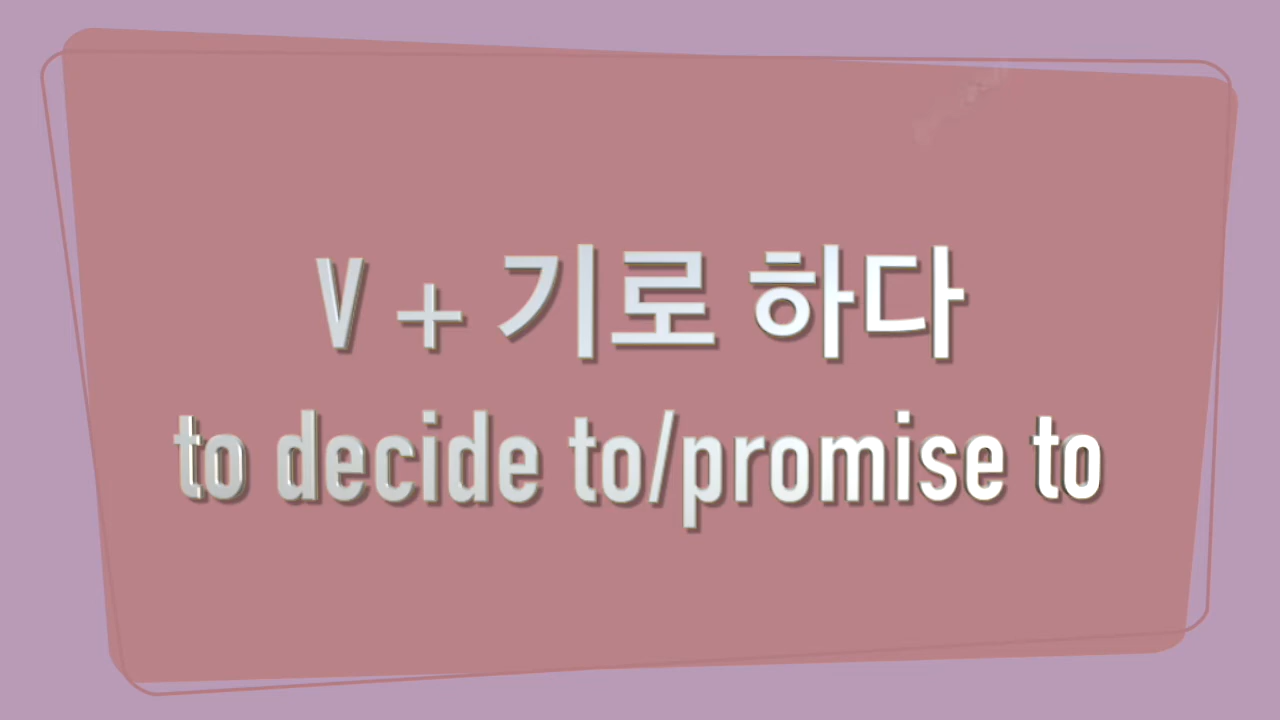 V + 기로 하다
to decide to/promise to